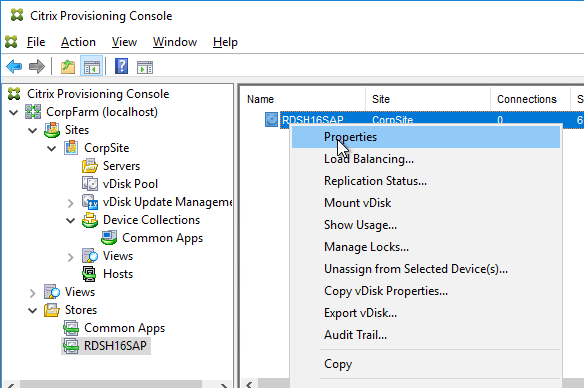 Citrix Provisioning Console
File Action View Window Help
Citrix Provisioning Console
CorpFarm (localhost)
Sites
CorpSite
Servers
vDisk Pool
vDisk Update Manageme
Device Collections
Common Apps
Views
Hosts
Views
Stores
Common Apps
RDSH16SAP
Name Site Connections S
RDSH16SAP CorpSite 0 6
Properties
Load Balancing...
Replication Status...
Mount vDisk
Show Usage...
Manage Locks...
Unassign from Selected Device(s)...
Copy vDisk Properties...
Export vDisk...
Audit Trail...
Copy